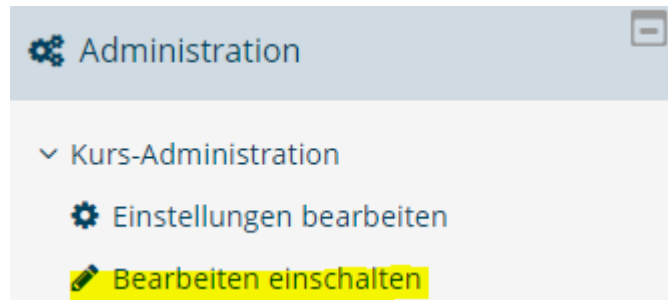 Administration
Kurs-Administration
Einstellungen bearbeiten
Bearbeiten einschalten